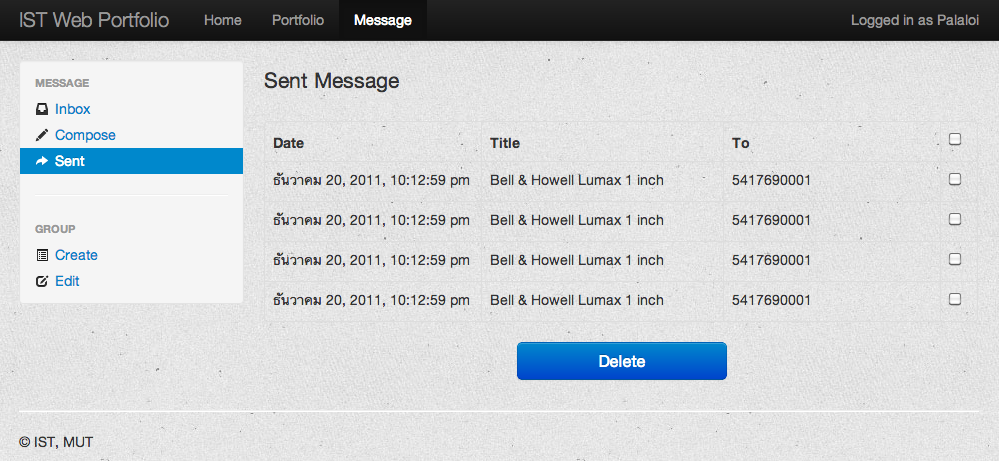 IST Web Portfolio Home Portfolio Message Logged in as Palaloi
MESSAGE
Inbox
Compose
Sent
GROUP
Create
Edit
Sent Message
Date Title To
ธันวาคม 20, 2011, 10:12:59 pm Bell & Howell Lumax 1 inch 5417690001
ธันวาคม 20, 2011, 10:12:59 pm Bell & Howell Lumax 1 inch 5417690001
ธันวาคม 20, 2011, 10:12:59 pm Bell & Howell Lumax 1 inch 5417690001
ธันวาคม 20, 2011, 10:12:59 pm Bell & Howell Lumax 1 inch 5417690001
Delete
© IST, MUT